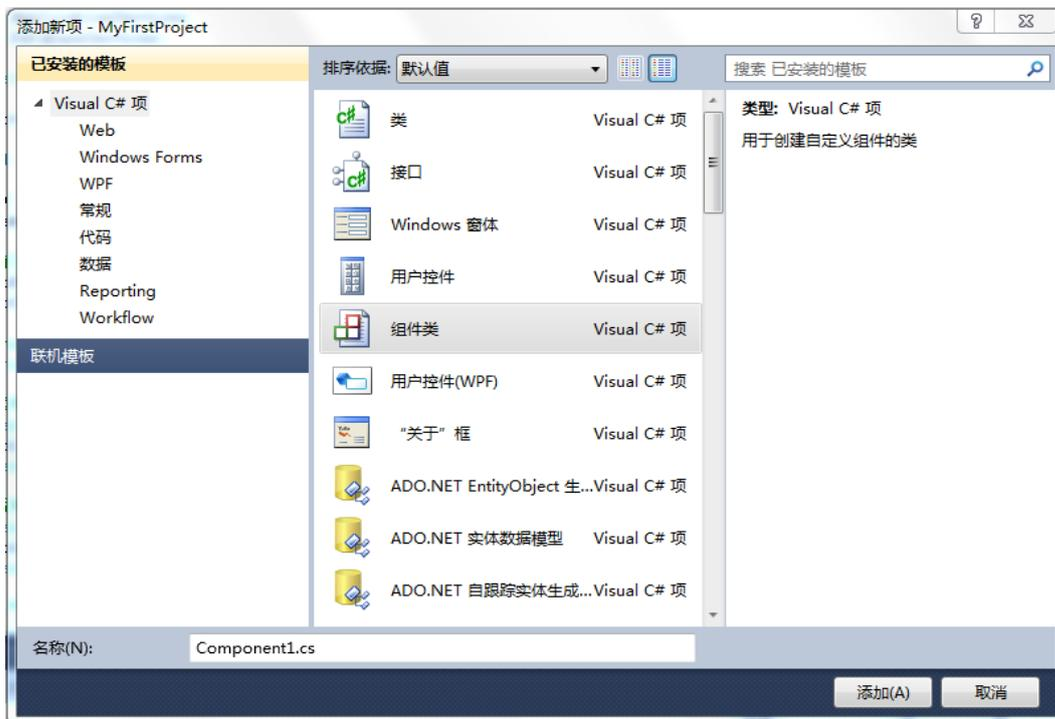 添加新项 - MyFirstProject
已安装的模板
Visual C# 项
Web
Windows Forms
WPF
常规
代码
数据
Reporting
Workflow
联机模板
排序依据: 默认值
类 Visual C# 项
接口 Visual C# 项
Windows 窗体 Visual C# 项
用户控件 Visual C# 项
组件类 Visual C# 项
用户控件(WPF) Visual C# 项
“关于”框 Visual C# 项
ADO.NET EntityObject 生...Visual C# 项
ADO.NET 实体数据模型 Visual C# 项
ADO.NET 自跟踪实体生成...Visual C# 项
搜索 已安装的模板
类型: Visual C# 项
用于创建自定义组件的类
名称(N): Component1.cs
添加(A) 取消